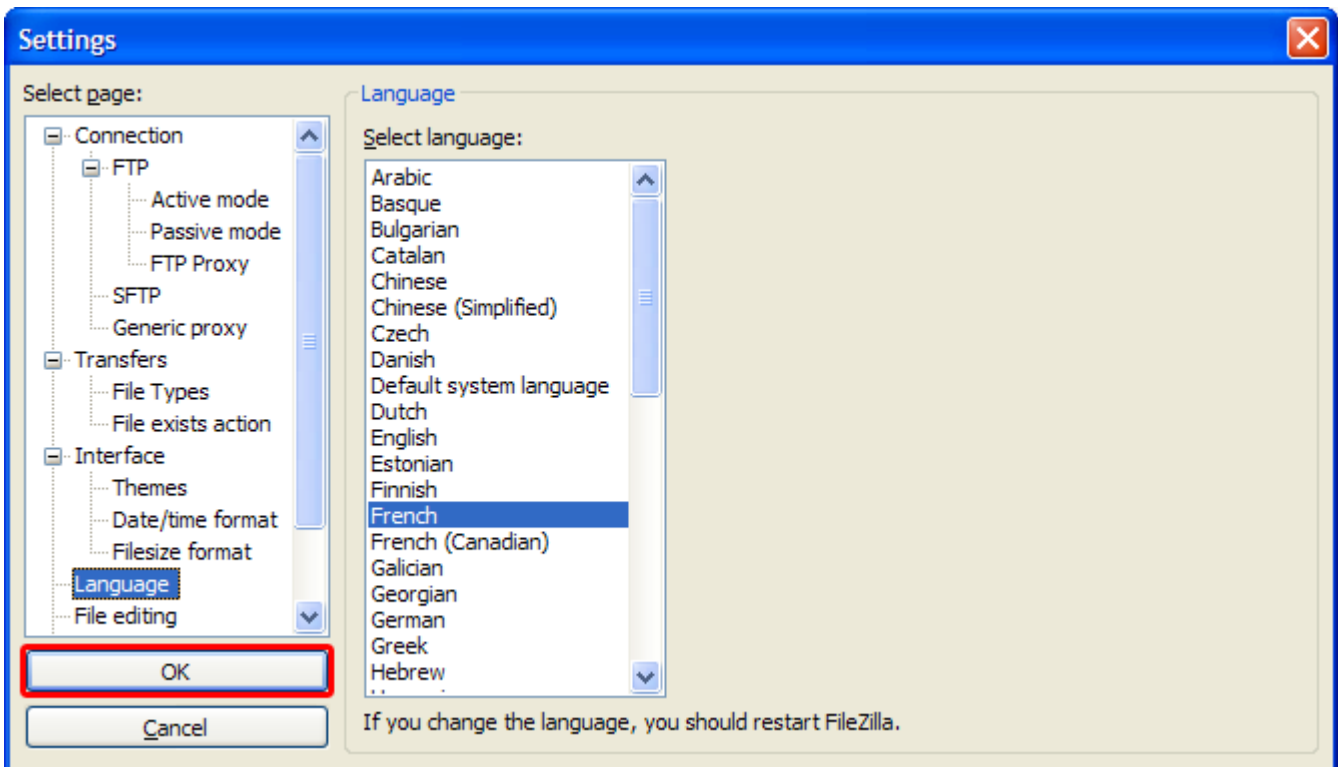 Settings
Select page:
Connection
FTP
Active mode
Passive mode
FTP Proxy
SFTP
Generic proxy
Transfers
File Types
File exists action
Interface
Themes
Date/time format
Filesize format
Language
File editing
OK
Cancel
Language
Select language:
Arabic
Basque
Bulgarian
Catalan
Chinese
Chinese (Simplified)
Czech
Danish
Default system language
Dutch
English
Estonian
Finnish
French
French (Canadian)
Galician
Georgian
German
Greek
Hebrew
If you change the language, you should restart FileZilla.